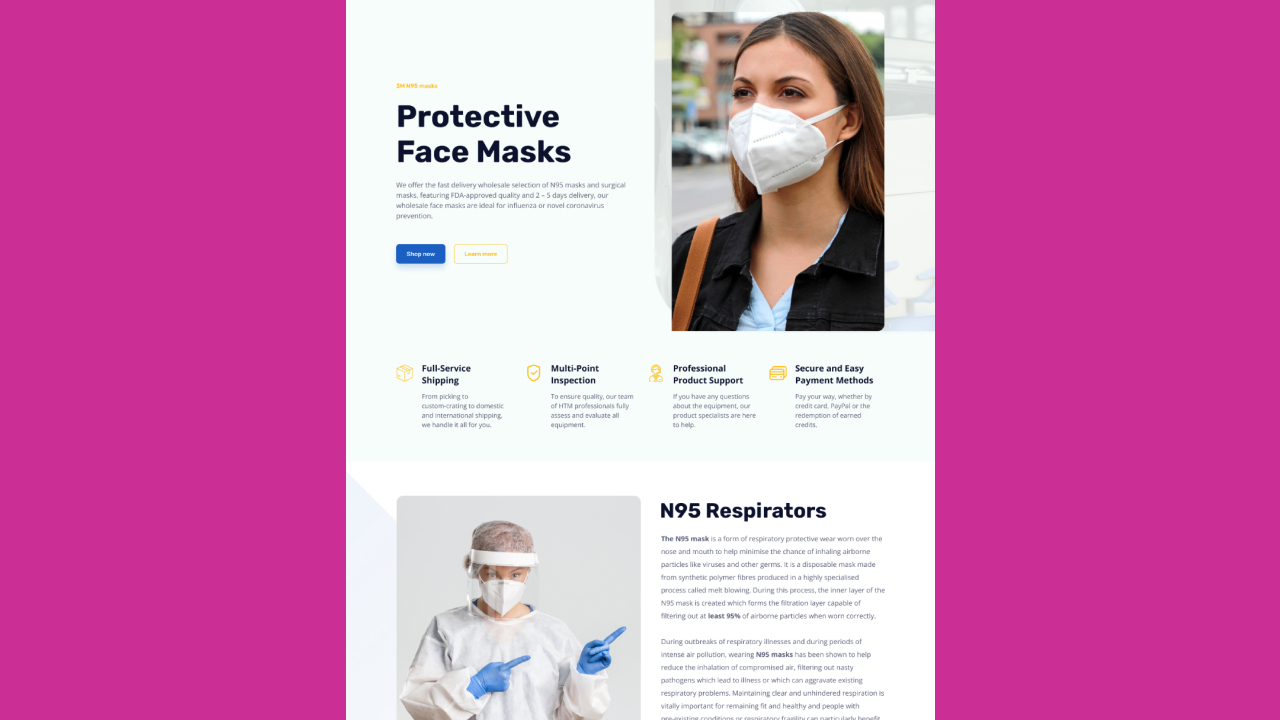 3M N95 masks
Protective
Face Masks
We offer the fast delivery wholesale selection of N95 masks and surgical
masks, featuring FDA-approved quality and 2 – 5 days delivery, our
wholesale face masks are ideal for influenza or novel coronavirus
prevention.
Shop now
Learn more
Full-Service
Shipping
From picking to
custom-crating to domestic
and international shipping,
we handle it all for you.
Multi-Point
Inspection
To ensure quality, our team
of HTM professionals fully
assess and evaluate all
equipment.
Professional
Product Support
If you have any questions
about the equipment, our
product specialists are here
to help.
Secure and Easy
Payment Methods
Pay your way, whether by
credit card, PayPal or the
redemption of earned
credits.
N95 Respirators
The N95 mask is a form of respiratory protective wear worn over the
nose and mouth to help minimise the chance of inhaling airborne
particles like viruses and other germs. It is a disposable mask made
from synthetic polymer fibres produced in a highly specialised
process called melt blowing. During this process, the inner layer of the
N95 mask is created which forms the filtration layer capable of
filtering out at least 95% of airborne particles when worn correctly.
During outbreaks of respiratory illnesses and during periods of
intense air pollution, wearing N95 masks has been shown to help
reduce the inhalation of compromised air, filtering out nasty
pathogens which lead to illness or which can aggravate existing
respiratory problems. Maintaining clear and unhindered respiration is
vitally important for remaining fit and healthy and people with
pre-existing conditions or respiratory fragility can particularly benefit